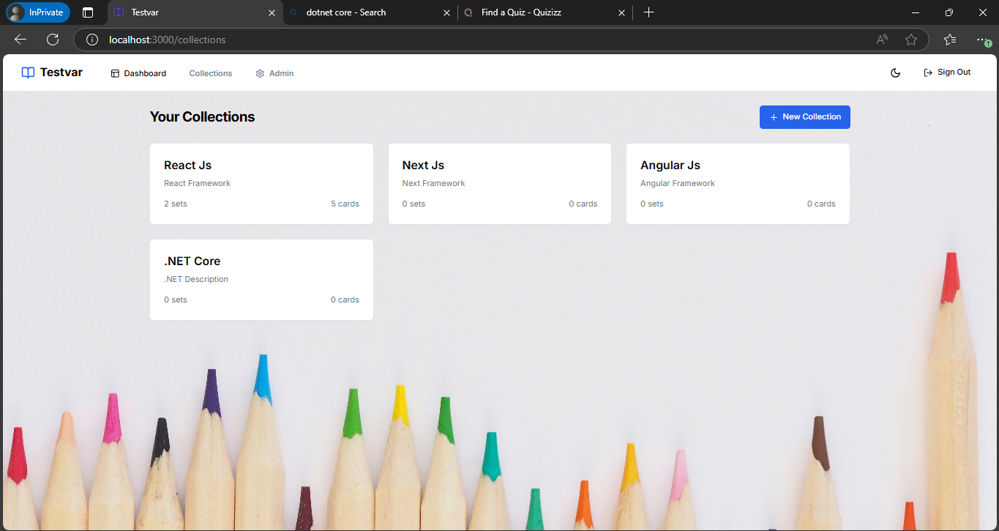 InPrivate
Testvar
dotnet core - Search
Find a Quiz - Quizizz
localhost:3000/collections
Testvar
Dashboard
Collections
Admin
Sign Out
Your Collections
+ New Collection
React Js
React Framework
2 sets
5 cards
Next Js
Next Framework
0 sets
0 cards
Angular Js
Angular Framework
0 sets
0 cards
.NET Core
.NET Description
0 sets
0 cards